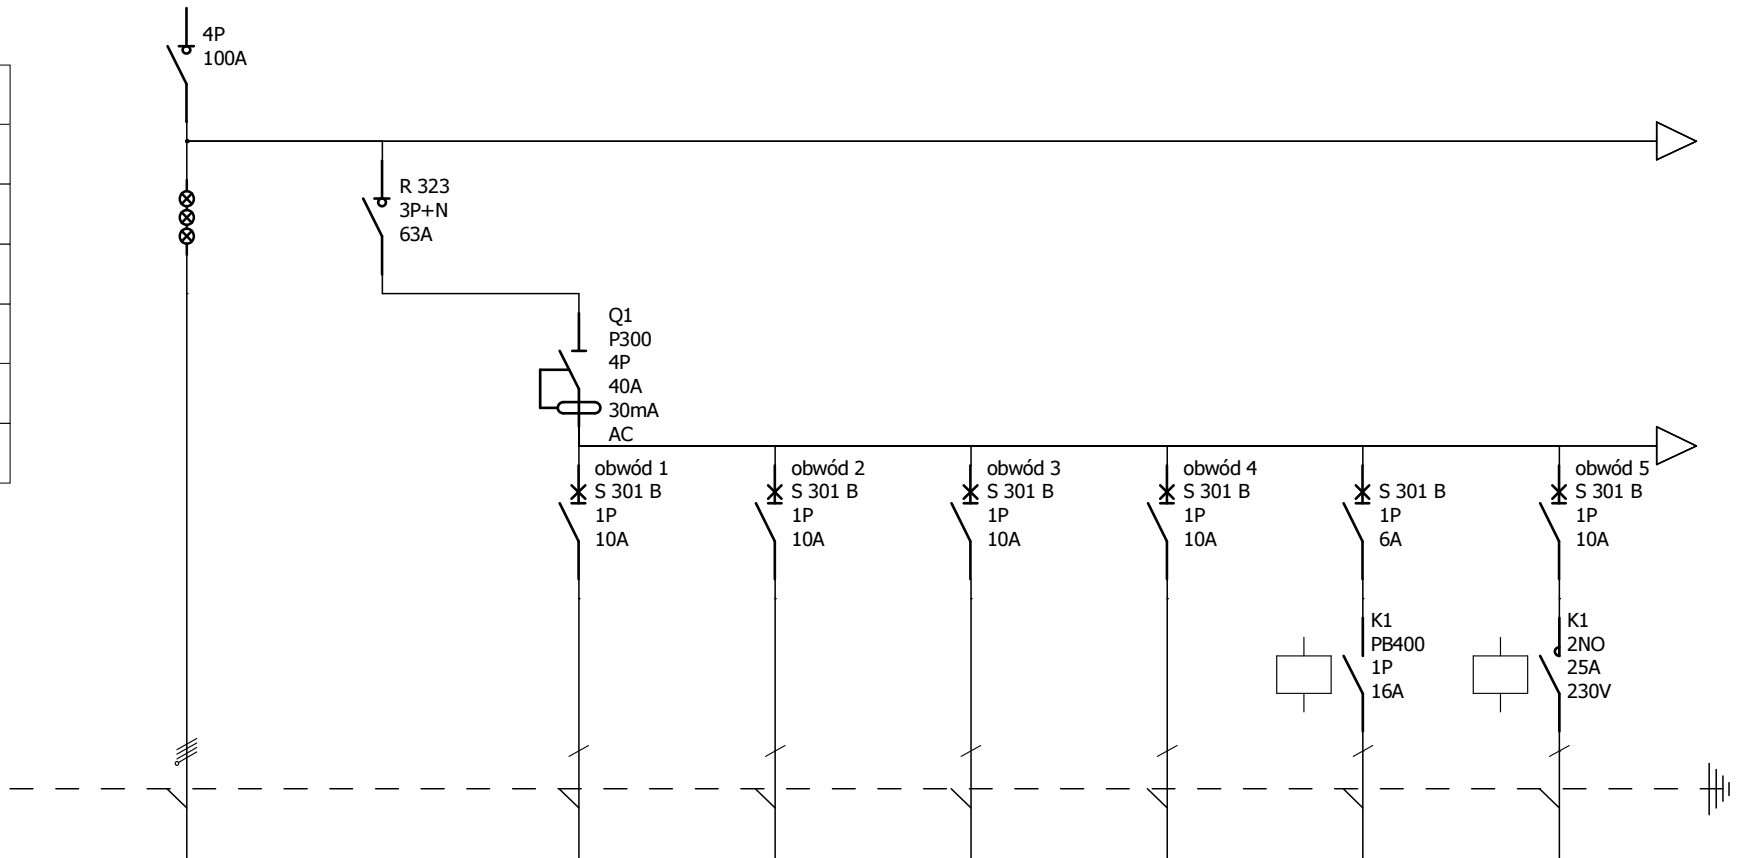 4P
100A
R 323
3P+N
63A
Q1
P300
4P
40A
30mA
AC
obwód 1
S 301 B
1P
10A
obwód 2
S 301 B
1P
10A
obwód 3
S 301 B
1P
10A
obwód 4
S 301 B
1P
10A
S 301 B
1P
6A
obwód 5
S 301 B
1P
10A
K1
PB400
1P
16A
K1
2NO
25A
230V